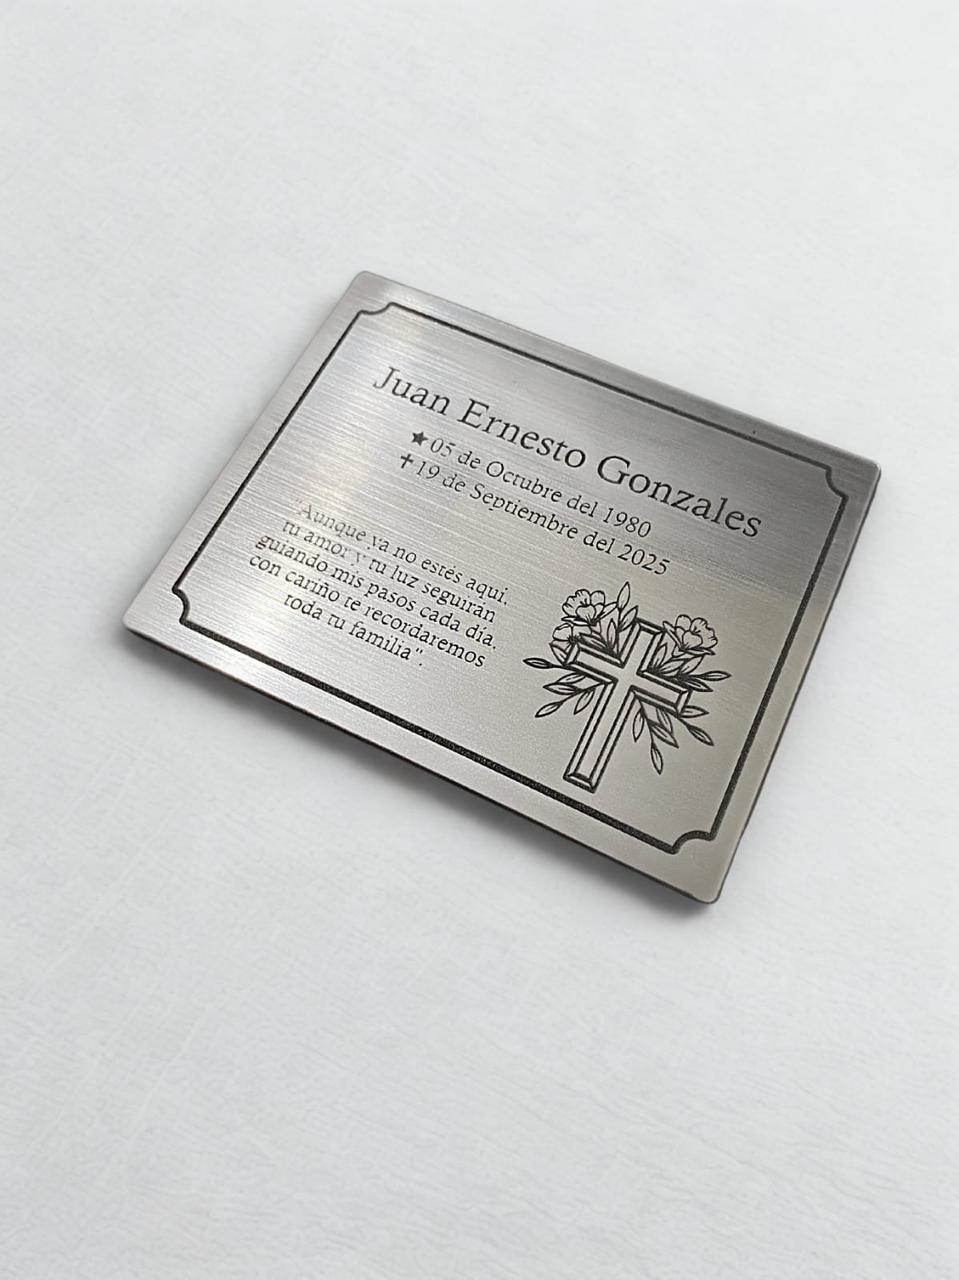 Juan Ernesto Gonzales
★ 05 de Octubre del 1980
✝ 19 de Septiembre del 2025
"Aunque ya no estés aquí,
tu amor y tu luz seguirán
guiando mis pasos cada día,
con cariño te recordaremos
toda tu familia".